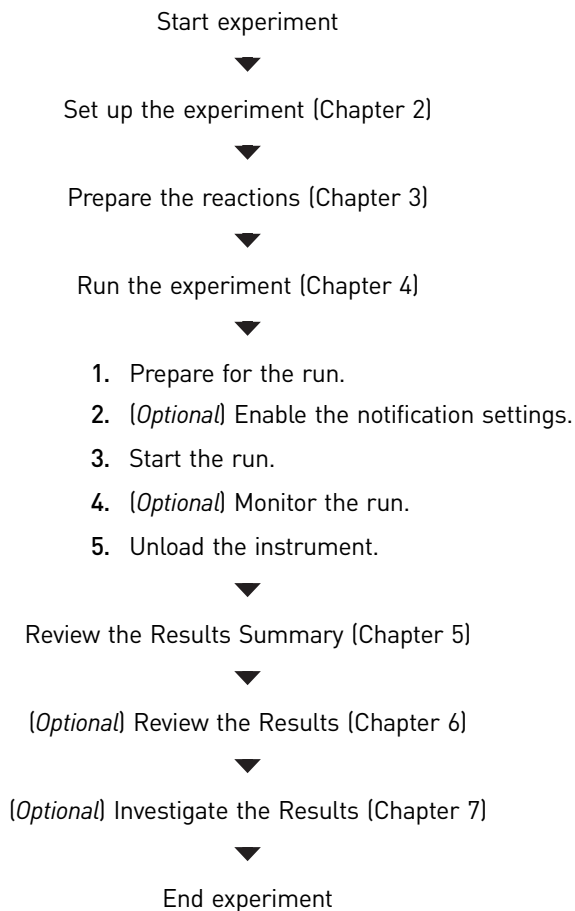 Start experiment
Set up the experiment (Chapter 2)
Prepare the reactions (Chapter 3)
Run the experiment (Chapter 4)
1. Prepare for the run.
2. (Optional) Enable the notification settings.
3. Start the run.
4. (Optional) Monitor the run.
5. Unload the instrument.
Review the Results Summary (Chapter 5)
(Optional) Review the Results (Chapter 6)
(Optional) Investigate the Results (Chapter 7)
End experiment